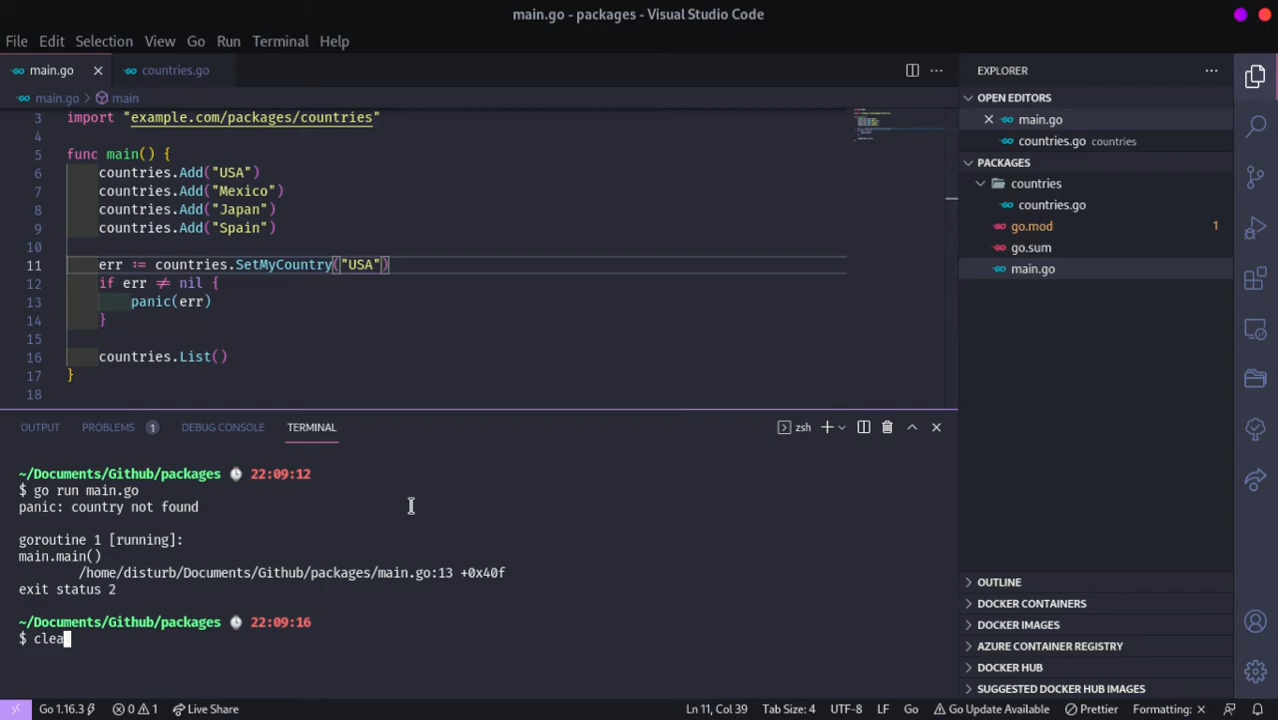 main.go - packages - Visual Studio Code
File Edit Selection View Go Run Terminal Help
main.go countries.go
main.go main
3 import "example.com/packages/countries"
4
5 func main() {
6 countries.Add("USA")
7 countries.Add("Mexico")
8 countries.Add("Japan")
9 countries.Add("Spain")
10
11 err := countries.SetMyCountry("USA")
12 if err ≠ nil {
13 panic(err)
14 }
15
16 countries.List()
17 }
18
OUTPUT PROBLEMS 1 DEBUG CONSOLE TERMINAL
zsh
~/Documents/Github/packages 22:09:12
$ go run main.go
panic: country not found
goroutine 1 [running]:
main.main()
/home/disturb/Documents/Github/packages/main.go:13 +0x40f
exit status 2
~/Documents/Github/packages 22:09:16
$ clea
EXPLORER
OPEN EDITORS
main.go
countries.go countries
PACKAGES
countries
countries.go
go.mod 1
go.sum
main.go
OUTLINE
DOCKER CONTAINERS
DOCKER IMAGES
AZURE CONTAINER REGISTRY
DOCKER HUB
SUGGESTED DOCKER HUB IMAGES
Go 1.16.3 0 1 Live Share Ln 11, Col 39 Tab Size: 4 UTF-8 LF Go Go Update Available Prettier Formatting: ×